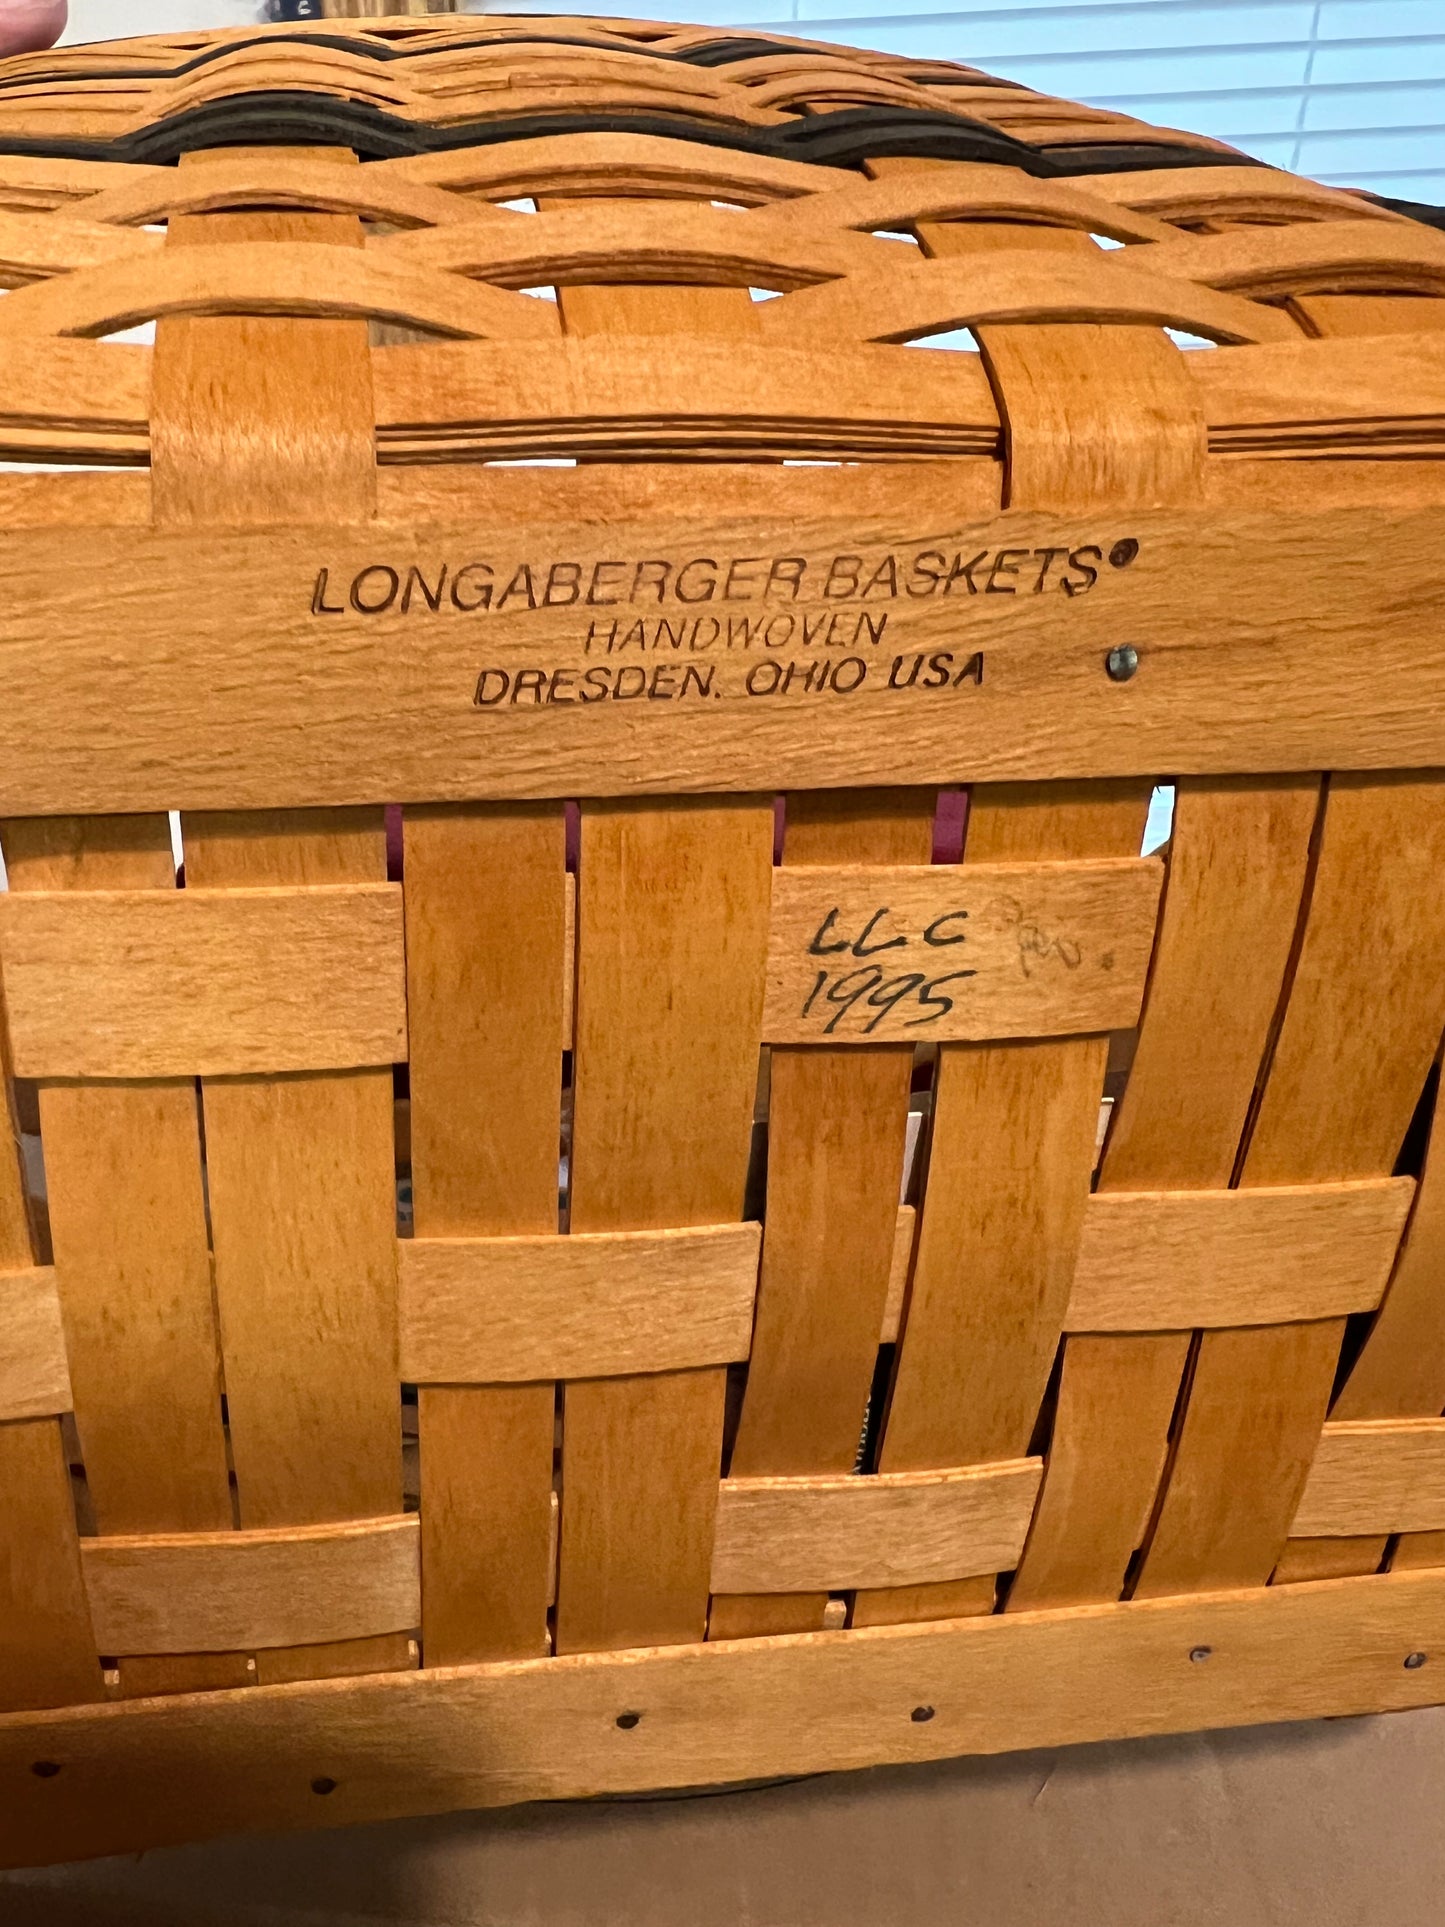 LONGABERGER BASKETS®
HANDWOVEN
DRESDEN, OHIO USA
LLC
1995